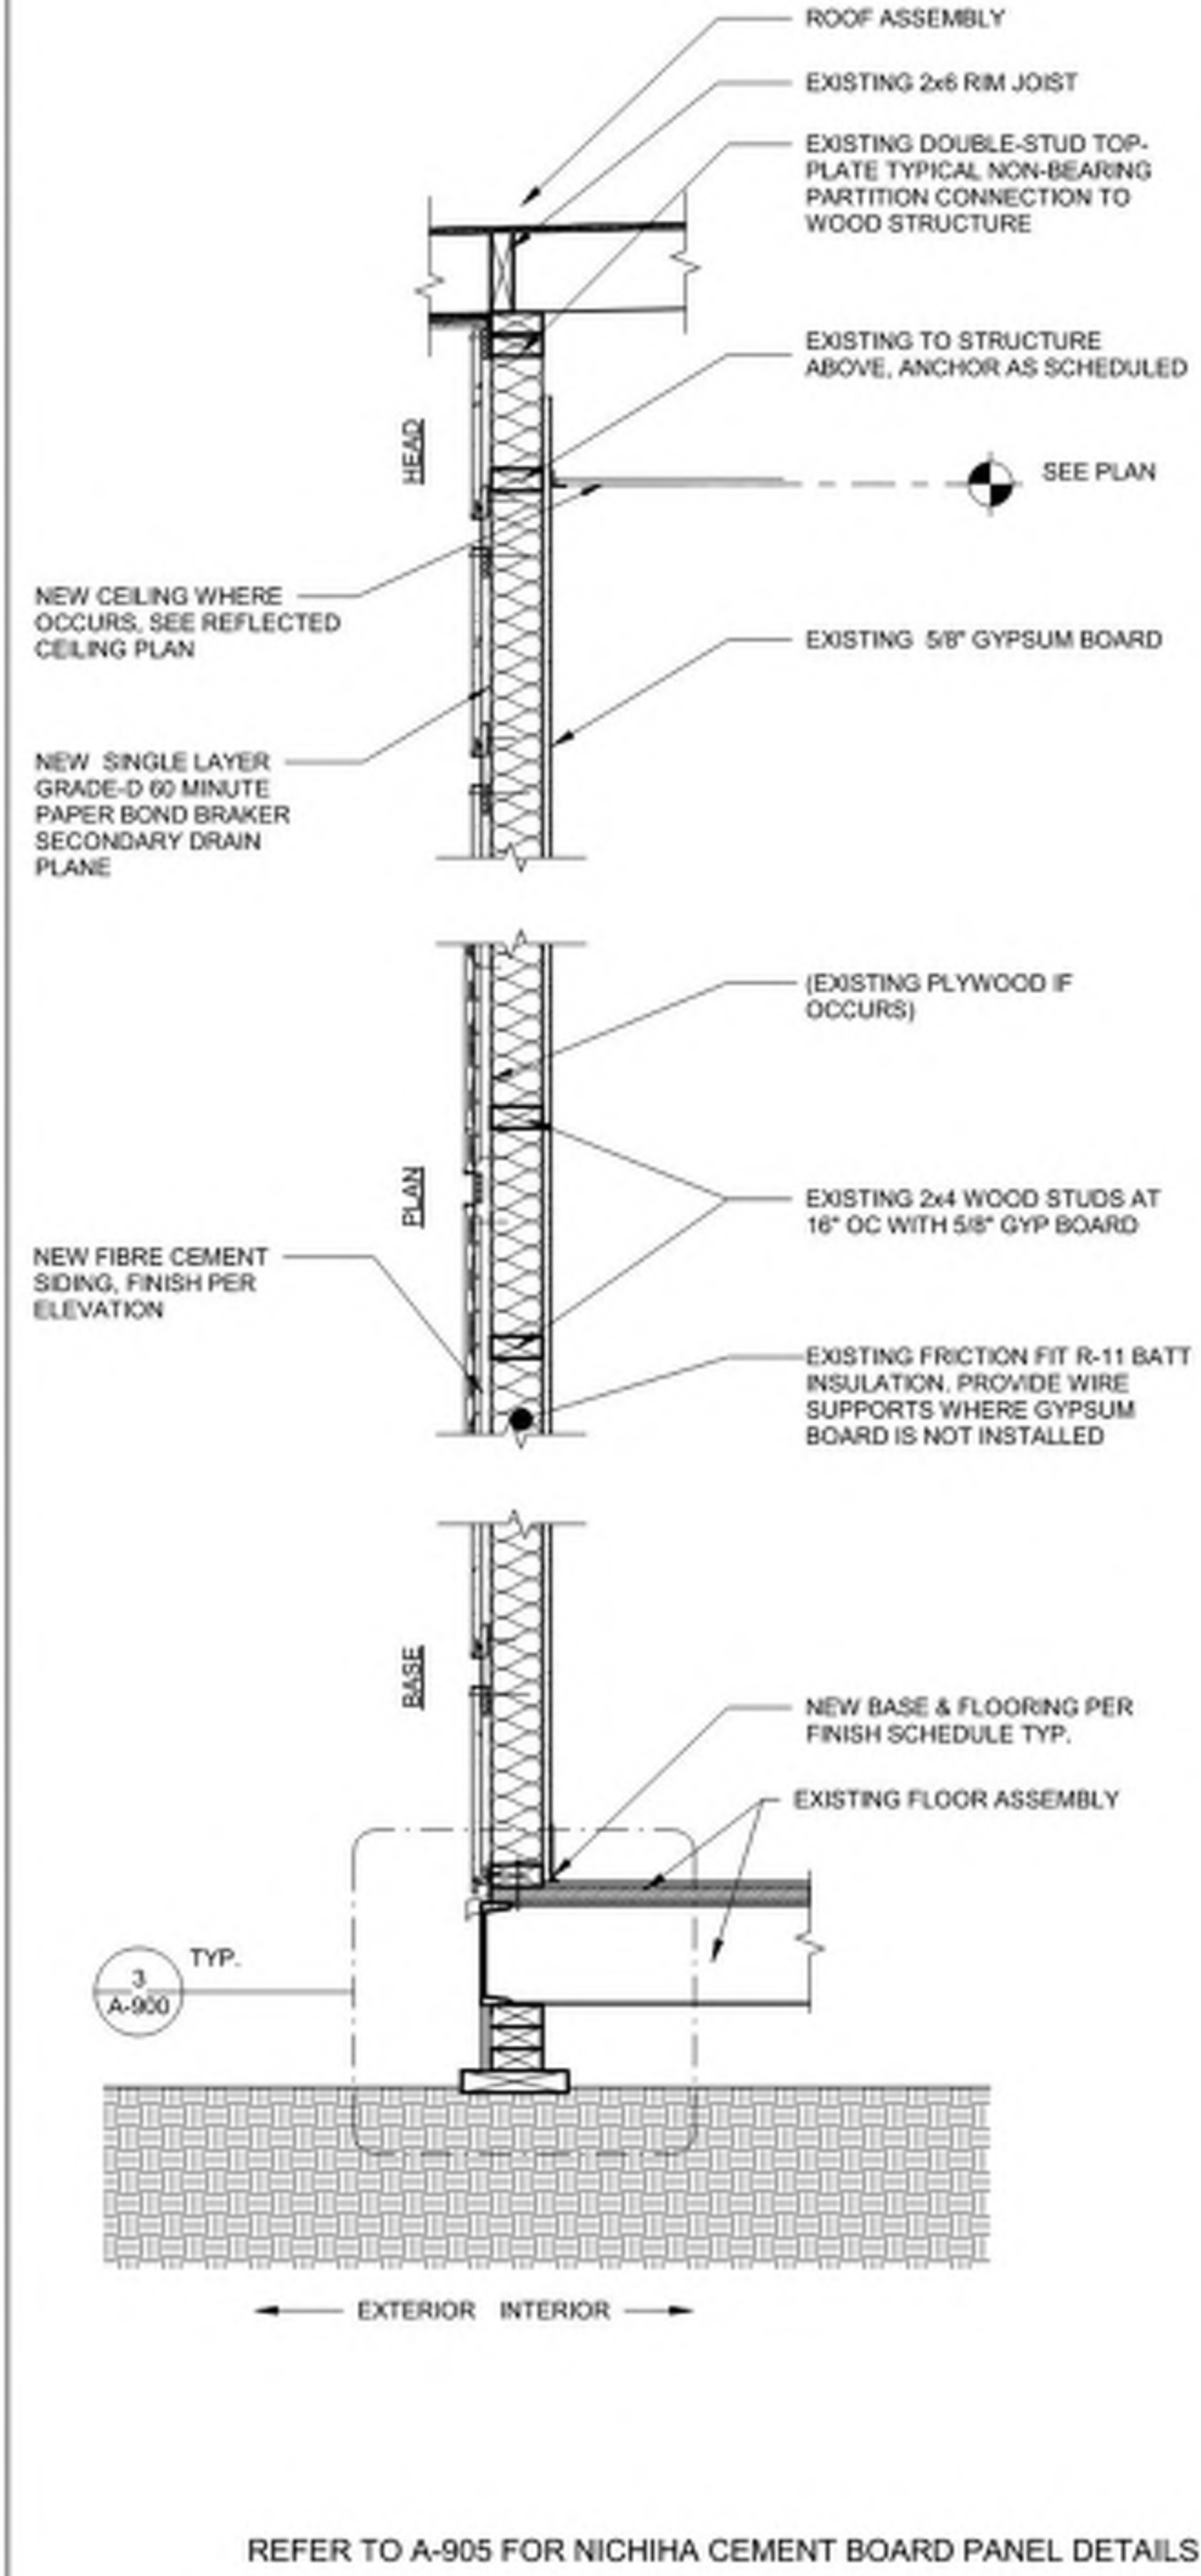 ROOF ASSEMBLY
EXISTING 2x6 RIM JOIST
EXISTING DOUBLE-STUD TOP-
PLATE TYPICAL NON-BEARING
PARTITION CONNECTION TO
WOOD STRUCTURE
EXISTING TO STRUCTURE
ABOVE, ANCHOR AS SCHEDULED
HEAD
SEE PLAN
NEW CEILING WHERE
OCCURS, SEE REFLECTED
CEILING PLAN
EXISTING 5/8" GYPSUM BOARD
NEW SINGLE LAYER
GRADE-D 60 MINUTE
PAPER BOND BRAKER
SECONDARY DRAIN
PLANE
(EXISTING PLYWOOD IF
OCCURS)
PLAN
EXISTING 2x4 WOOD STUDS AT
16" OC WITH 5/8" GYP BOARD
NEW FIBRE CEMENT
SIDING, FINISH PER
ELEVATION
EXISTING FRICTION FIT R-11 BATT
INSULATION. PROVIDE WIRE
SUPPORTS WHERE GYPSUM
BOARD IS NOT INSTALLED
BASE
NEW BASE & FLOORING PER
FINISH SCHEDULE TYP.
EXISTING FLOOR ASSEMBLY
TYP.
3
A-900
EXTERIOR INTERIOR
REFER TO A-905 FOR NICHIHA CEMENT BOARD PANEL DETAILS